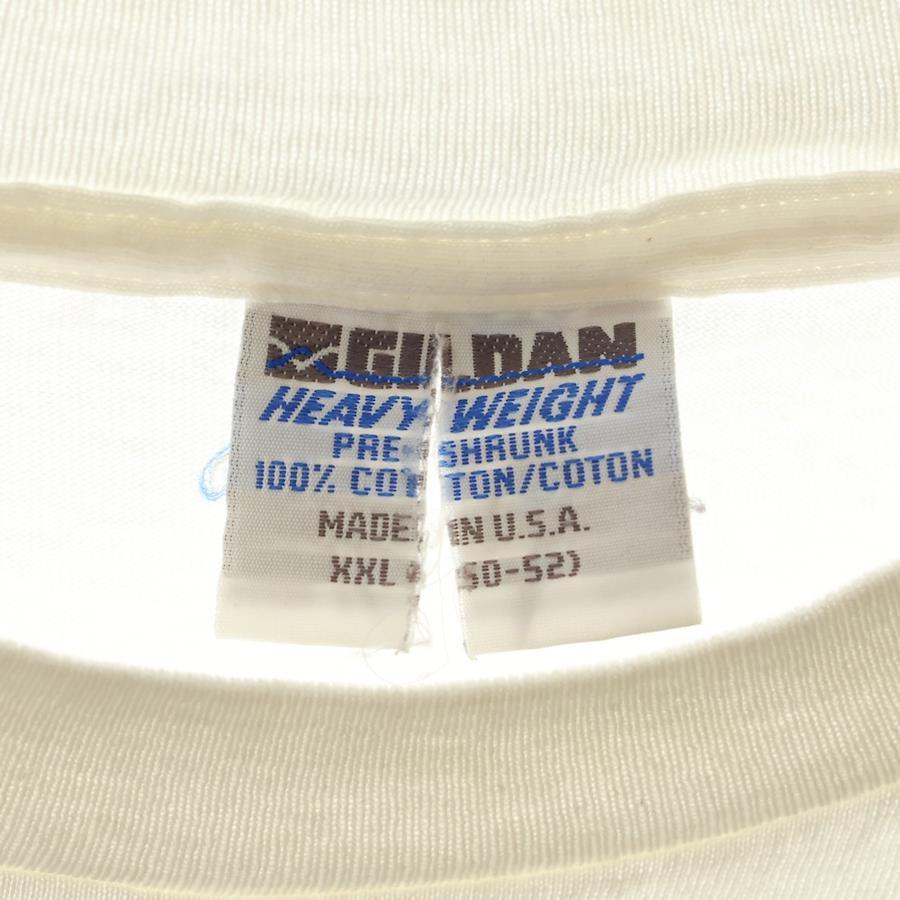 GILDAN
HEAVY WEIGHT
PRE-SHRUNK
100% COTTON/COTON
MADE IN U.S.A.
XXL (50-52)